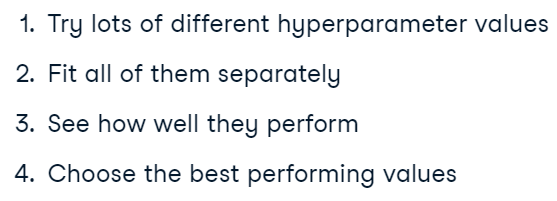 1. Try lots of different hyperparameter values
2. Fit all of them separately
3. See how well they perform
4. Choose the best performing values